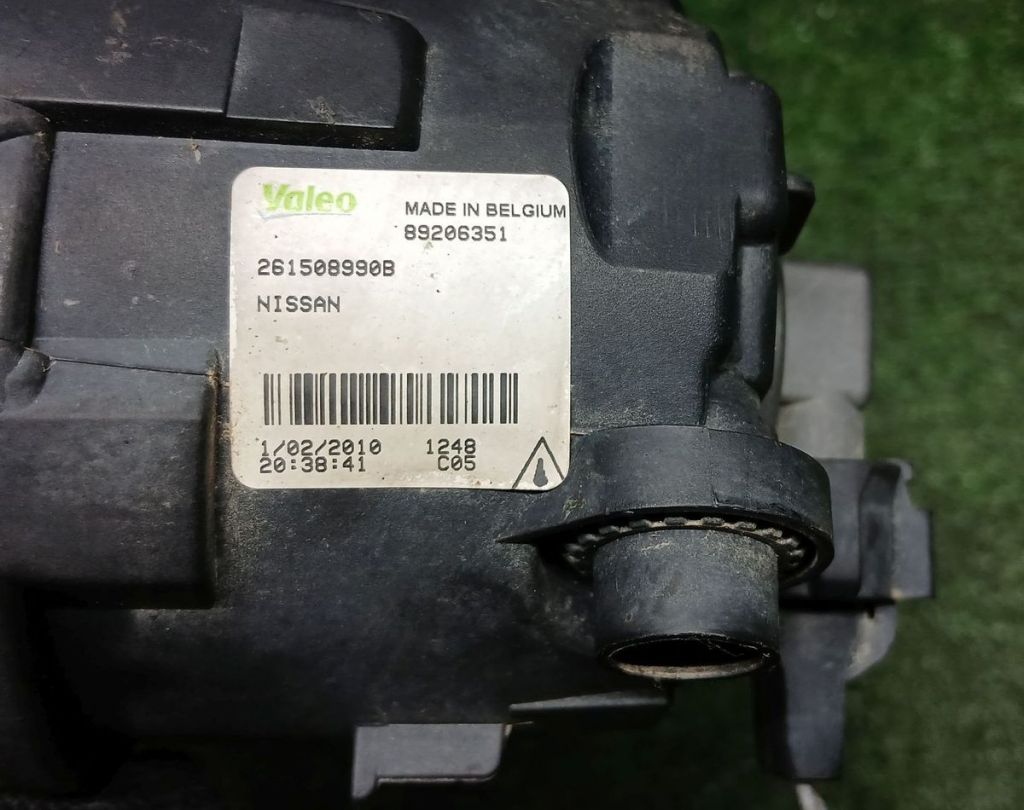 Valeo
MADE IN BELGIUM
89206351
261508990B
NISSAN
1/02/2010 1248
20:38:41 C05